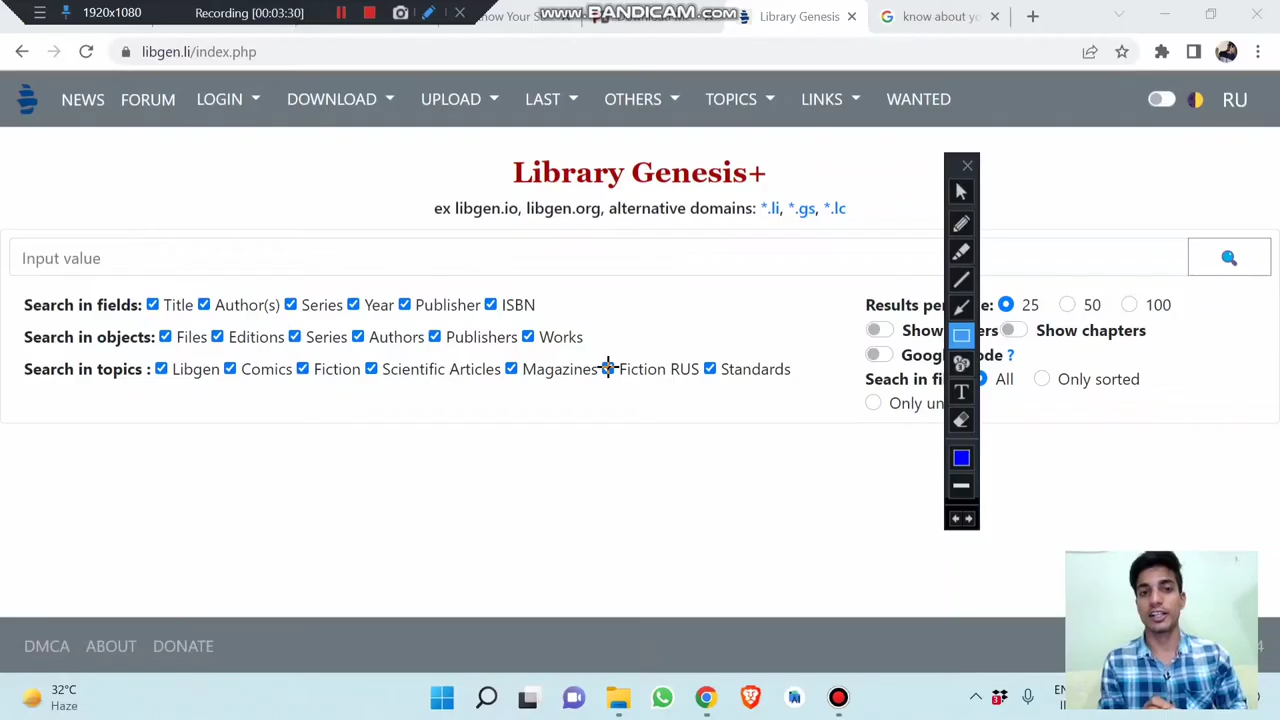 1920x1080 Recording [00:03:30]
www.BANDICAM.com
Library Genesis
know about yo
libgen.li/index.php
NEWS FORUM LOGIN DOWNLOAD UPLOAD LAST OTHERS TOPICS LINKS WANTED RU
Library Genesis+
ex libgen.io, libgen.org, alternative domains: *.li, *.gs, *.lc
Input value
Search in fields: Title Author(s) Series Year Publisher ISBN
Results per e: 25 50 100
Search in objects: Files Editions Series Authors Publishers Works
Show ers Show chapters
Google ode ?
Search in topics : Libgen Comics Fiction Scientific Articles Magazines Fiction RUS Standards
Seach in fi All Only sorted
Only un
DMCA ABOUT DONATE
32°C
Haze